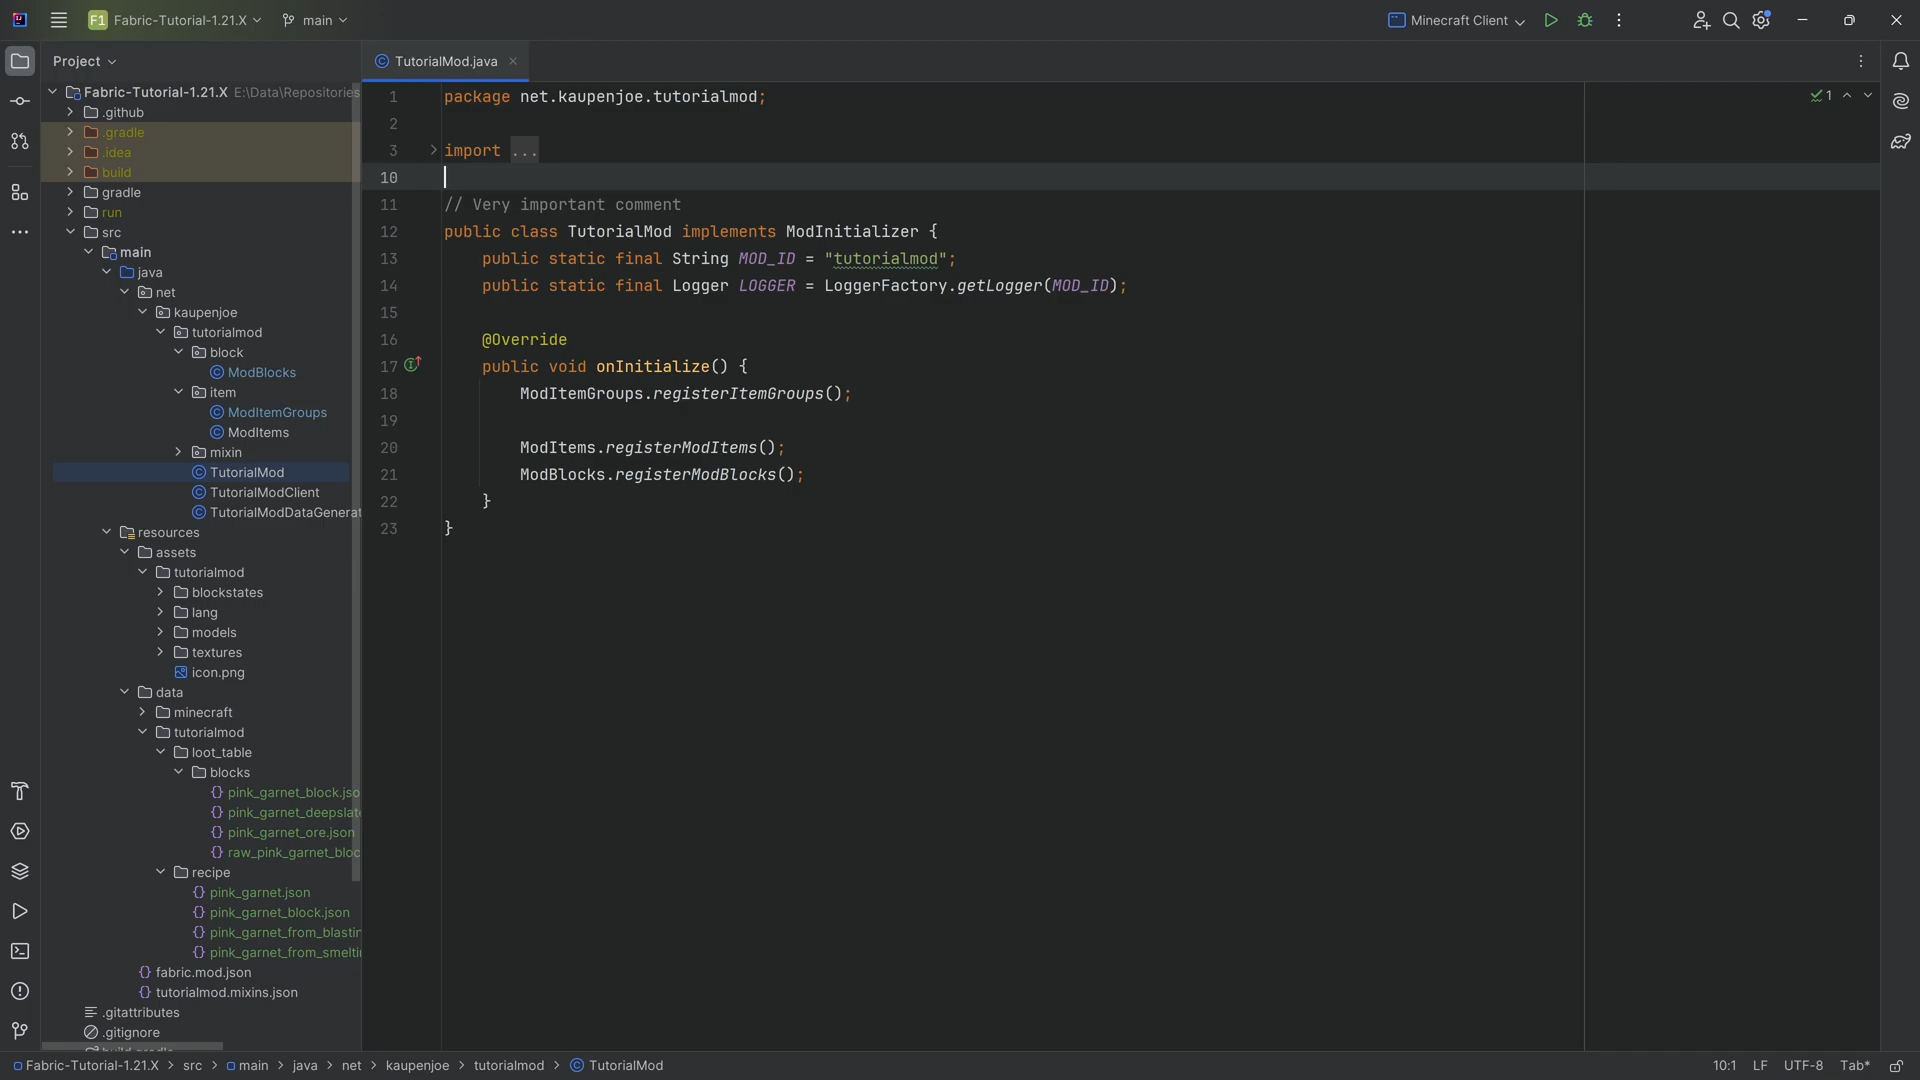 F1 Fabric-Tutorial-1.21.X main Minecraft Client
Project
TutorialMod.java
Fabric-Tutorial-1.21.X E:\Data\Repositories
.github
.gradle
.idea
build
gradle
run
src
main
java
net
kaupenjoe
tutorialmod
block
ModBlocks
item
ModItemGroups
ModItems
mixin
TutorialMod
TutorialModClient
TutorialModDataGenerat
resources
assets
tutorialmod
blockstates
lang
models
textures
icon.png
data
minecraft
tutorialmod
loot_table
blocks
pink_garnet_block.jso
pink_garnet_deepslat
pink_garnet_ore.json
raw_pink_garnet_bloc
recipe
pink_garnet.json
pink_garnet_block.json
pink_garnet_from_blastin
pink_garnet_from_smelti
fabric.mod.json
tutorialmod.mixins.json
.gitattributes
.gitignore
build.gradle
1 package net.kaupenjoe.tutorialmod;
2
3 import ...
10
11 // Very important comment
12 public class TutorialMod implements ModInitializer {
13 public static final String MOD_ID = "tutorialmod";
14 public static final Logger LOGGER = LoggerFactory.getLogger(MOD_ID);
15
16 @Override
17 public void onInitialize() {
18 ModItemGroups.registerItemGroups();
19
20 ModItems.registerModItems();
21 ModBlocks.registerModBlocks();
22 }
23 }
1
Fabric-Tutorial-1.21.X > src > main > java > net > kaupenjoe > tutorialmod > TutorialMod 10:1 LF UTF-8 Tab*